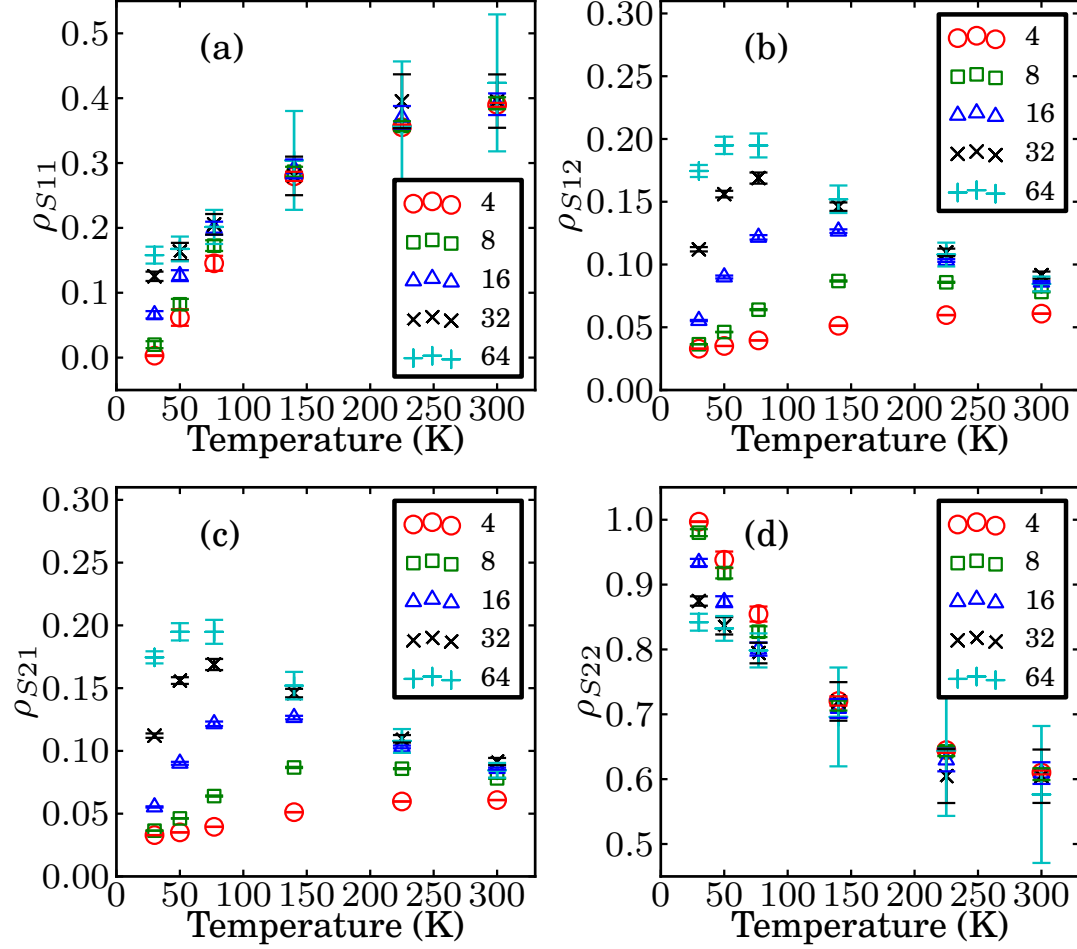 (a)
ρS11
0.5
0.4
0.3
0.2
0.1
0.0
4
8
16
32
64
0 50 100 150 200 250 300
Temperature (K)
(b)
ρS12
0.30
0.25
0.20
0.15
0.10
0.05
0.00
4
8
16
32
64
0 50 100 150 200 250 300
Temperature (K)
(c)
ρS21
0.30
0.25
0.20
0.15
0.10
0.05
0.00
4
8
16
32
64
0 50 100 150 200 250 300
Temperature (K)
(d)
ρS22
1.0
0.9
0.8
0.7
0.6
0.5
4
8
16
32
64
0 50 100 150 200 250 300
Temperature (K)